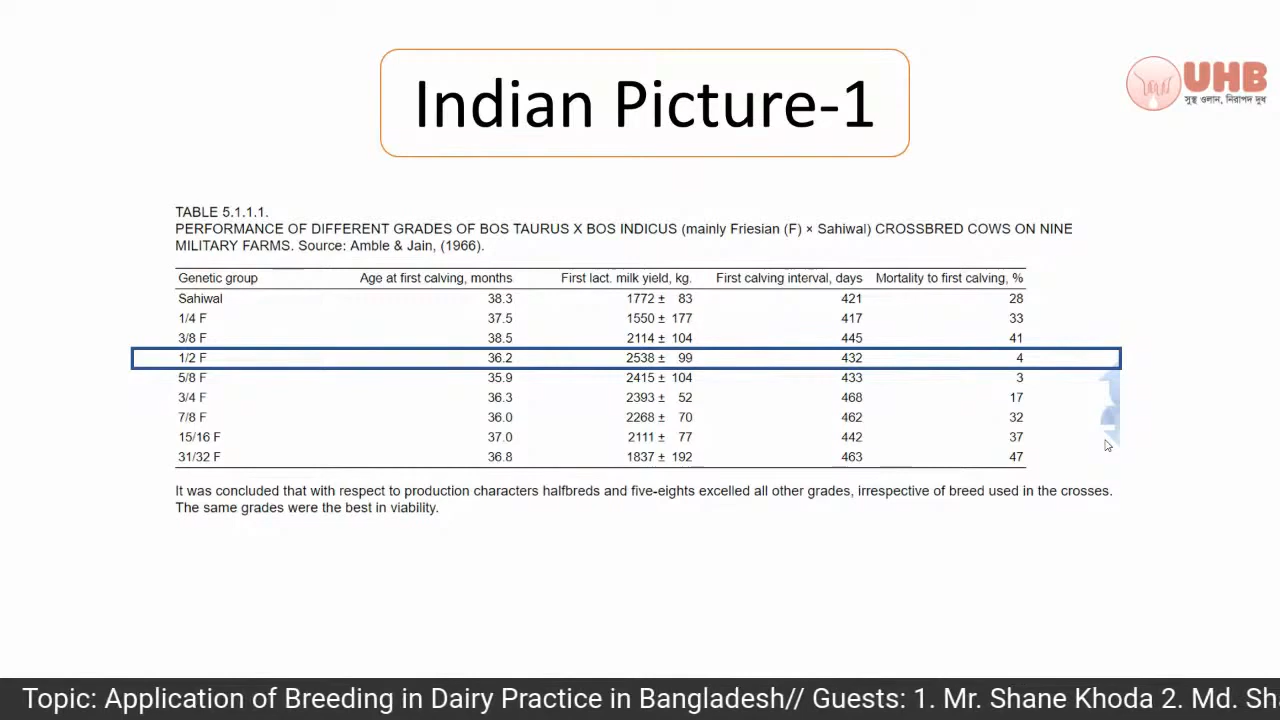 Indian Picture-1
UHB
সুস্থ ওলান, নিরাপদ দুধ
TABLE 5.1.1.1.
PERFORMANCE OF DIFFERENT GRADES OF BOS TAURUS X BOS INDICUS (mainly Friesian (F) × Sahiwal) CROSSBRED COWS ON NINE
MILITARY FARMS. Source: Amble & Jain, (1966).
Genetic group Age at first calving, months First lact. milk yield, kg. First calving interval, days Mortality to first calving, %
Sahiwal 38.3 1772 ± 83 421 28
1/4 F 37.5 1550 ± 177 417 33
3/8 F 38.5 2114 ± 104 445 41
1/2 F 36.2 2538 ± 99 432 4
5/8 F 35.9 2415 ± 104 433 3
3/4 F 36.3 2393 ± 52 468 17
7/8 F 36.0 2268 ± 70 462 32
15/16 F 37.0 2111 ± 77 442 37
31/32 F 36.8 1837 ± 192 463 47
It was concluded that with respect to production characters halfbreds and five-eights excelled all other grades, irrespective of breed used in the crosses.
The same grades were the best in viability.
Topic: Application of Breeding in Dairy Practice in Bangladesh// Guests: 1. Mr. Shane Khoda 2. Md. Sh